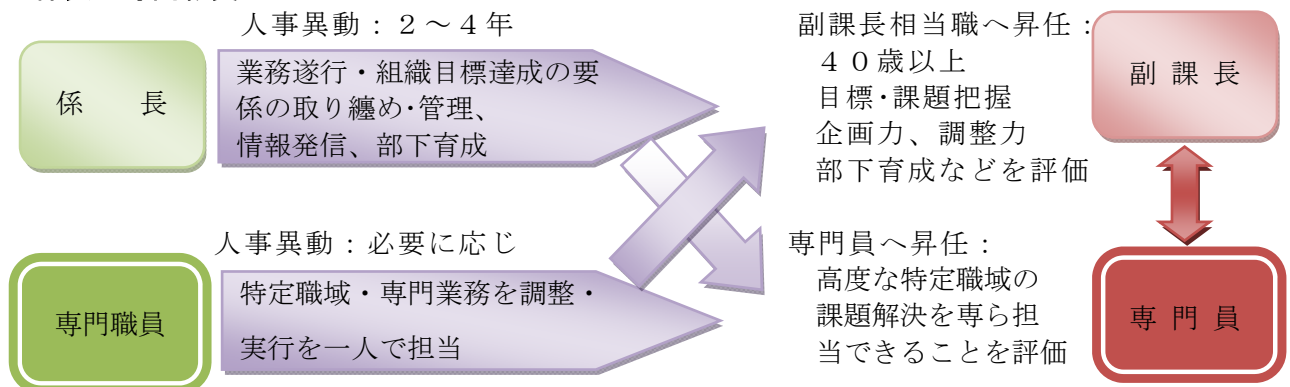 人事異動：２～４年
係　　長
業務遂行・組織目標達成の要
係の取り纏め・管理、
情報発信、部下育成
副課長相当職へ昇任：
４０歳以上
目標・課題把握
企画力、調整力
部下育成などを評価
副 課 長
人事異動：必要に応じ
専門職員
特定職域・専門業務を調整・
実行を一人で担当
専門員へ昇任：
高度な特定職域の
課題解決を専ら担
当できることを評価
専 門 員